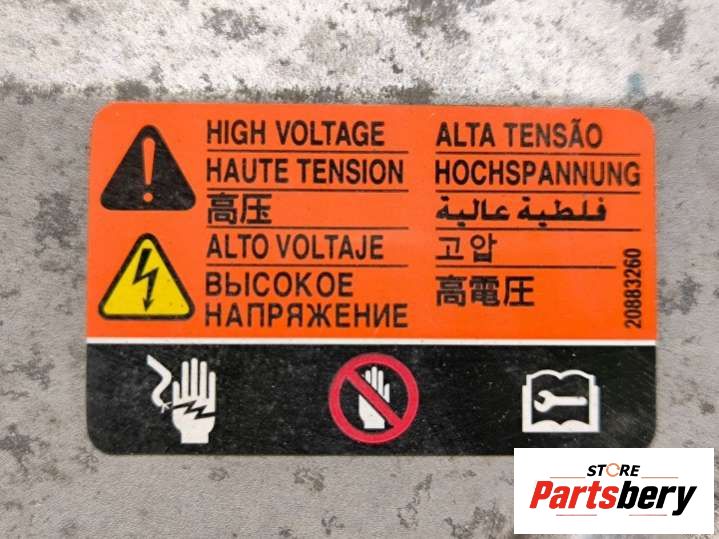 HIGH VOLTAGE
HAUTE TENSION
高压
ALTO VOLTAJE
ВЫСОКОЕ
НАПРЯЖЕНИЕ
ALTA TENSÃO
HOCHSPANNUNG
فلطية عالية
고압
高電圧
20883260
STORE
Partsbery